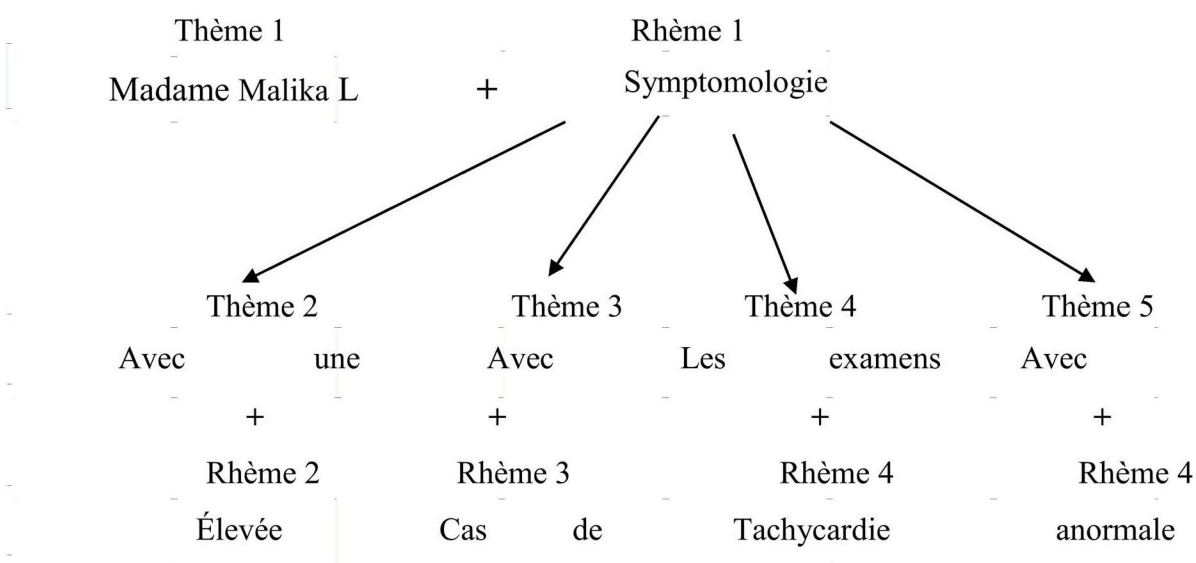 Thème 1 Rhème 1
Madame Malika L + Symptomologie
Thème 2 Thème 3 Thème 4 Thème 5
Avec une Avec Les examens Avec
+ + + +
Rhème 2 Rhème 3 Rhème 4 Rhème 4
Élevée Cas de Tachycardie anormale